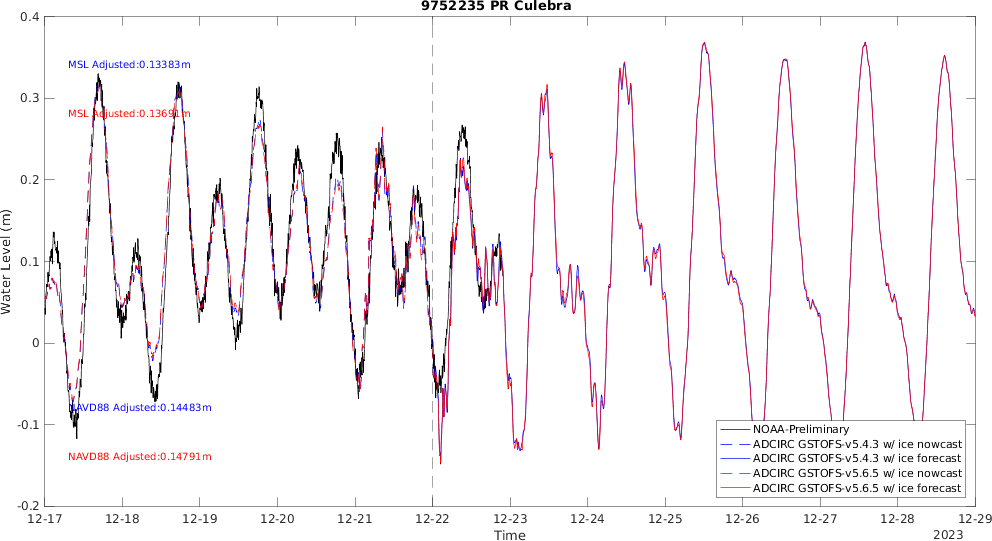 9752235 PR Culebra
0.4
0.3
0.2
0.1
0
-0.1
-0.2
Water Level (m)
MSL Adjusted:0.13383m
MSL Adjusted:0.13691m
NAVD88 Adjusted:0.14483m
NAVD88 Adjusted:0.14791m
NOAA-Preliminary
ADCIRC GSTOFS-v5.4.3 w/ ice nowcast
ADCIRC GSTOFS-v5.4.3 w/ ice forecast
ADCIRC GSTOFS-v5.6.5 w/ ice nowcast
ADCIRC GSTOFS-v5.6.5 w/ ice forecast
12-17 12-18 12-19 12-20 12-21 12-22 12-23 12-24 12-25 12-26 12-27 12-28 12-29
Time
2023